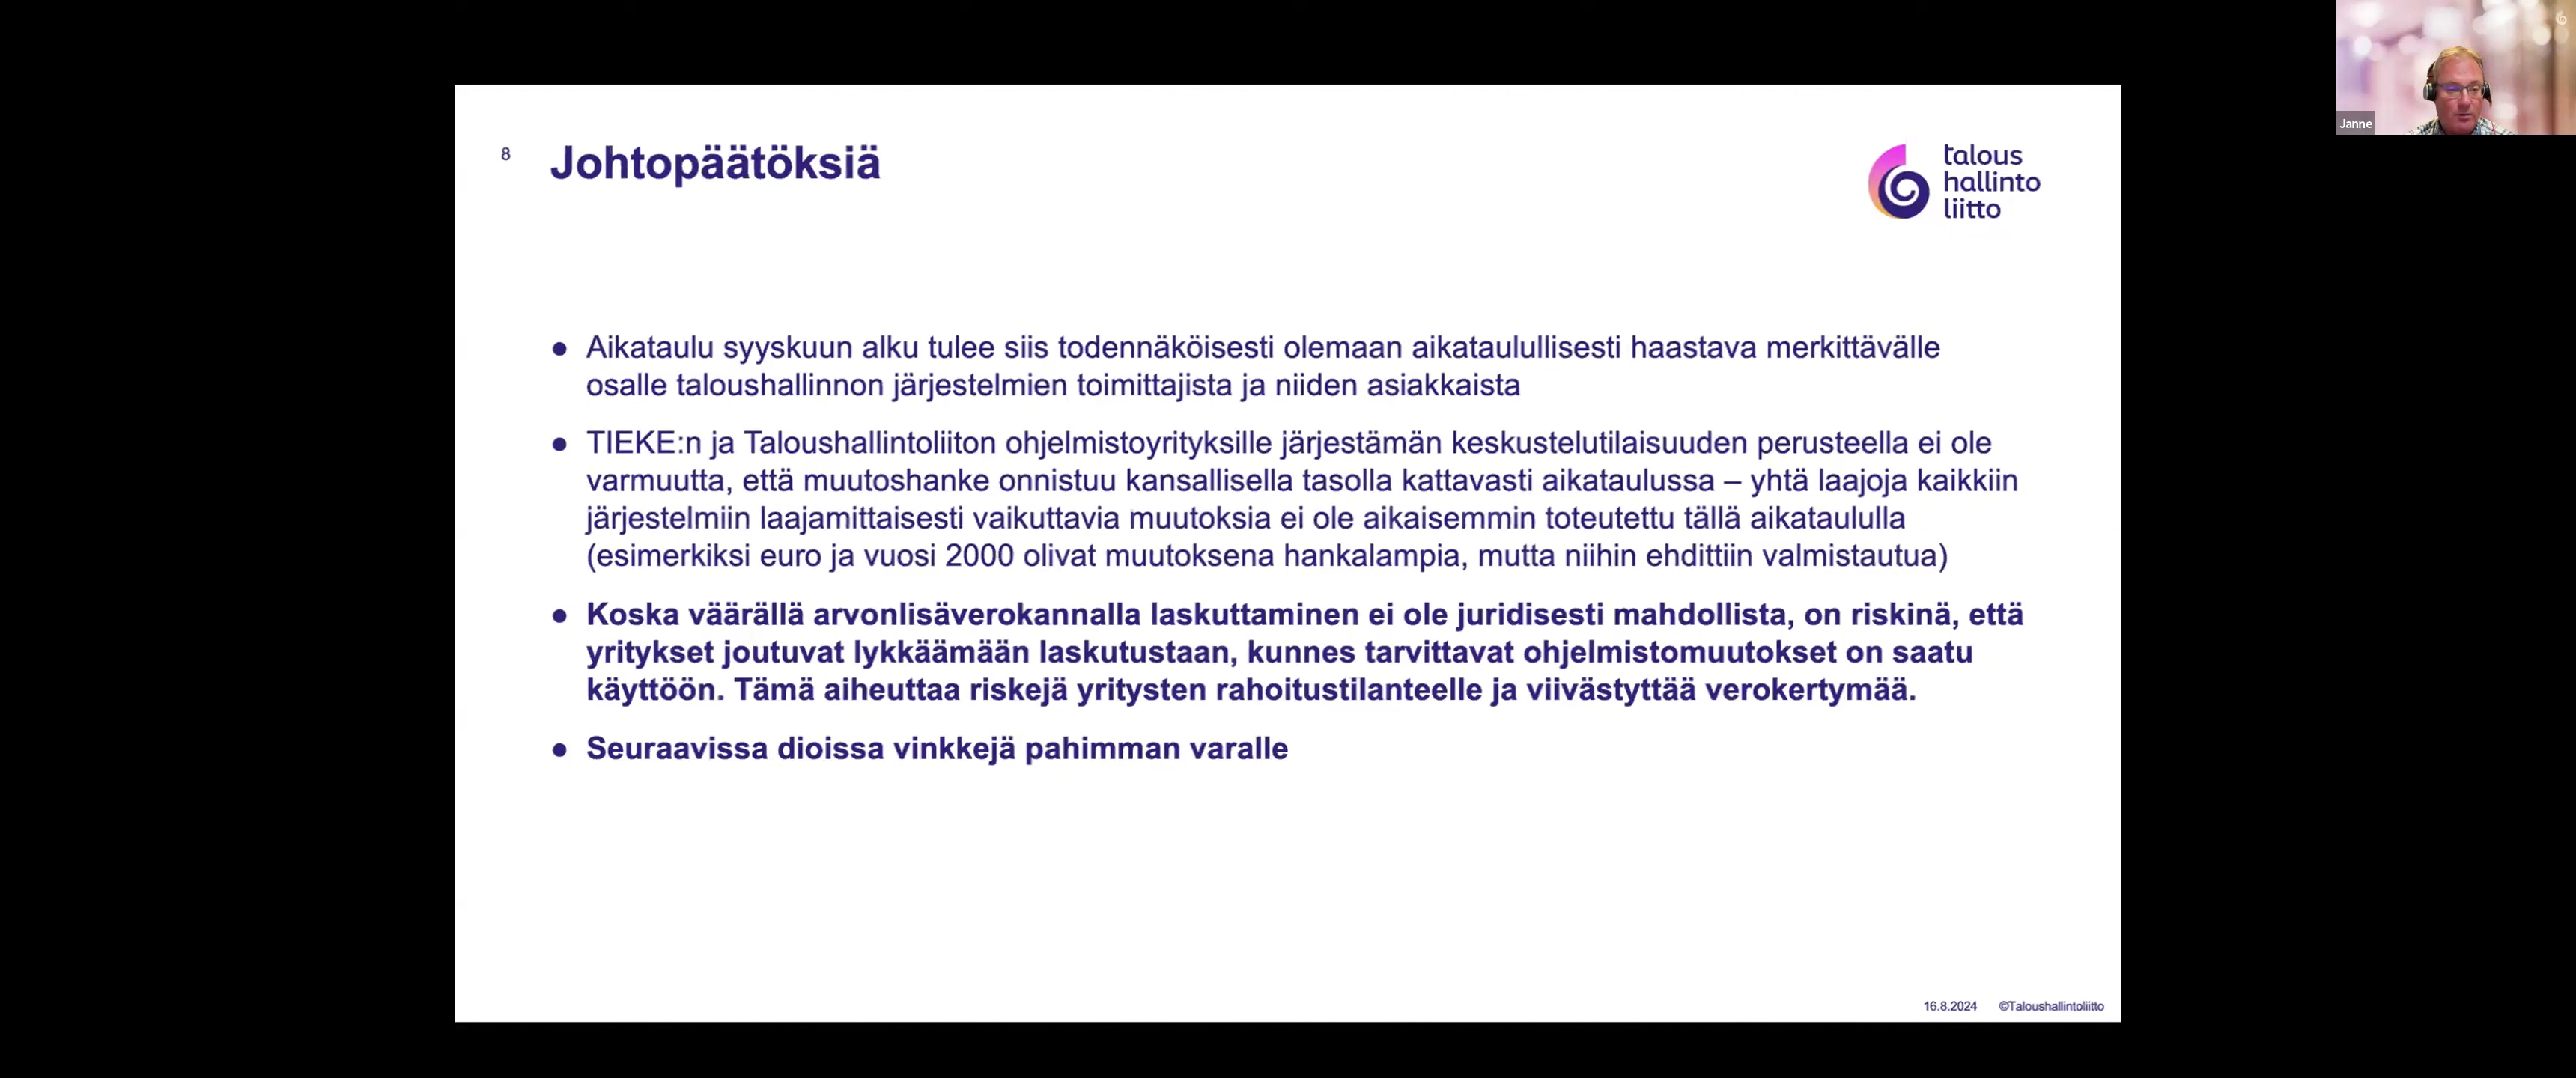 Janne
8
Johtopäätöksiä
talous
hallinto
liitto
● Aikataulu syyskuun alku tulee siis todennäköisesti olemaan aikataulullisesti haastava merkittävälle
osalle taloushallinnon järjestelmien toimittajista ja niiden asiakkaista
● TIEKE:n ja Taloushallintoliiton ohjelmistoyrityksille järjestämän keskustelutilaisuuden perusteella ei ole
varmuutta, että muutoshanke onnistuu kansallisella tasolla kattavasti aikataulussa – yhtä laajoja kaikkiin
järjestelmiin laajamittaisesti vaikuttavia muutoksia ei ole aikaisemmin toteutettu tällä aikataululla
(esimerkiksi euro ja vuosi 2000 olivat muutoksena hankalampia, mutta niihin ehdittiin valmistautua)
● Koska väärällä arvonlisäverokannalla laskuttaminen ei ole juridisesti mahdollista, on riskinä, että
yritykset joutuvat lykkäämään laskutustaan, kunnes tarvittavat ohjelmistomuutokset on saatu
käyttöön. Tämä aiheuttaa riskejä yritysten rahoitustilanteelle ja viivästyttää verokertymää.
● Seuraavissa dioissa vinkkejä pahimman varalle
16.8.2024 ©Taloushallintoliitto